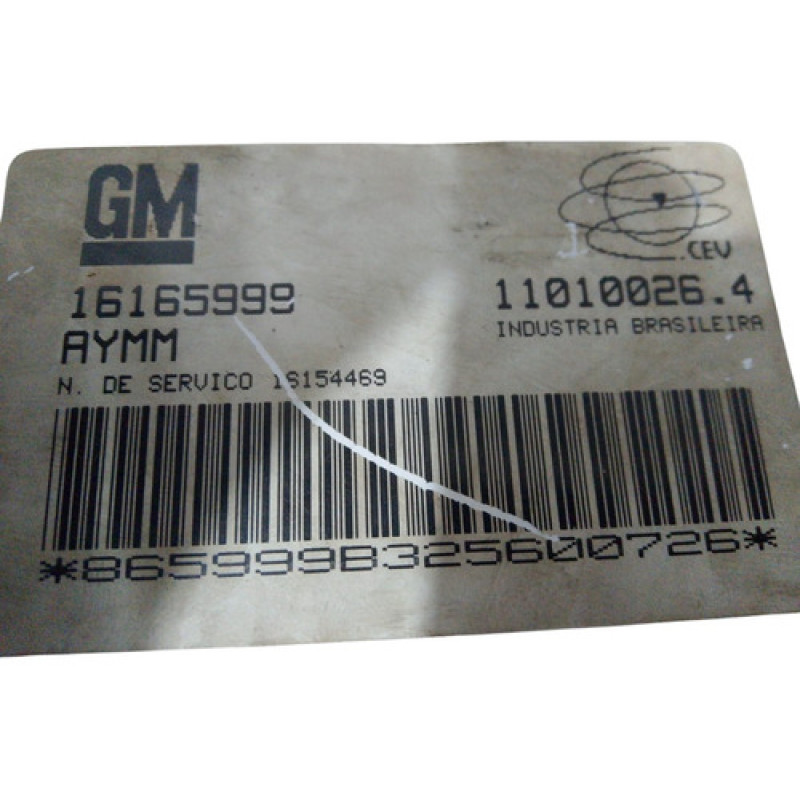 GM
.CEV
16165999
11010026.4
AYMM
INDUSTRIA BRASILEIRA
N. DE SERVICO 16154469
*865999B325600726*